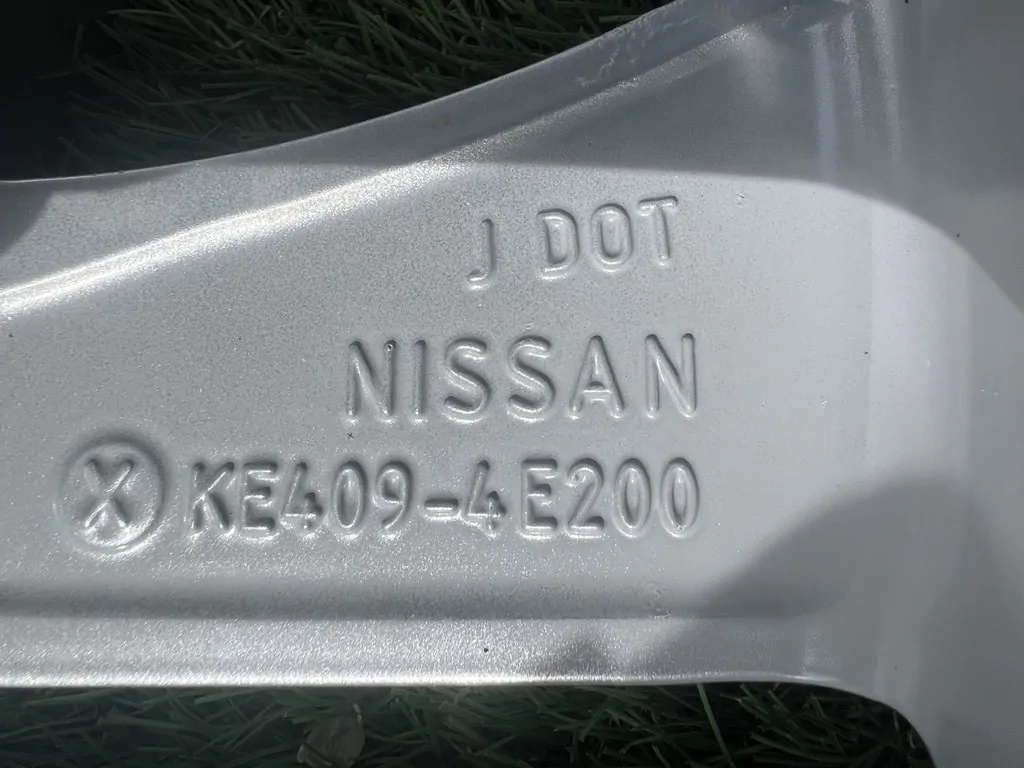 J DOT
NISSAN
X KE409-4E200